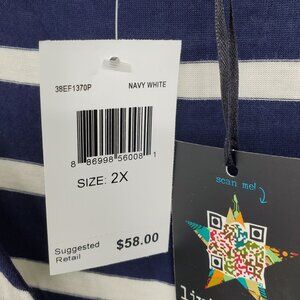 38EF1370P NAVY WHITE
8 86998 56008 1
SIZE: 2X
Suggested
Retail $58.00
scan me!